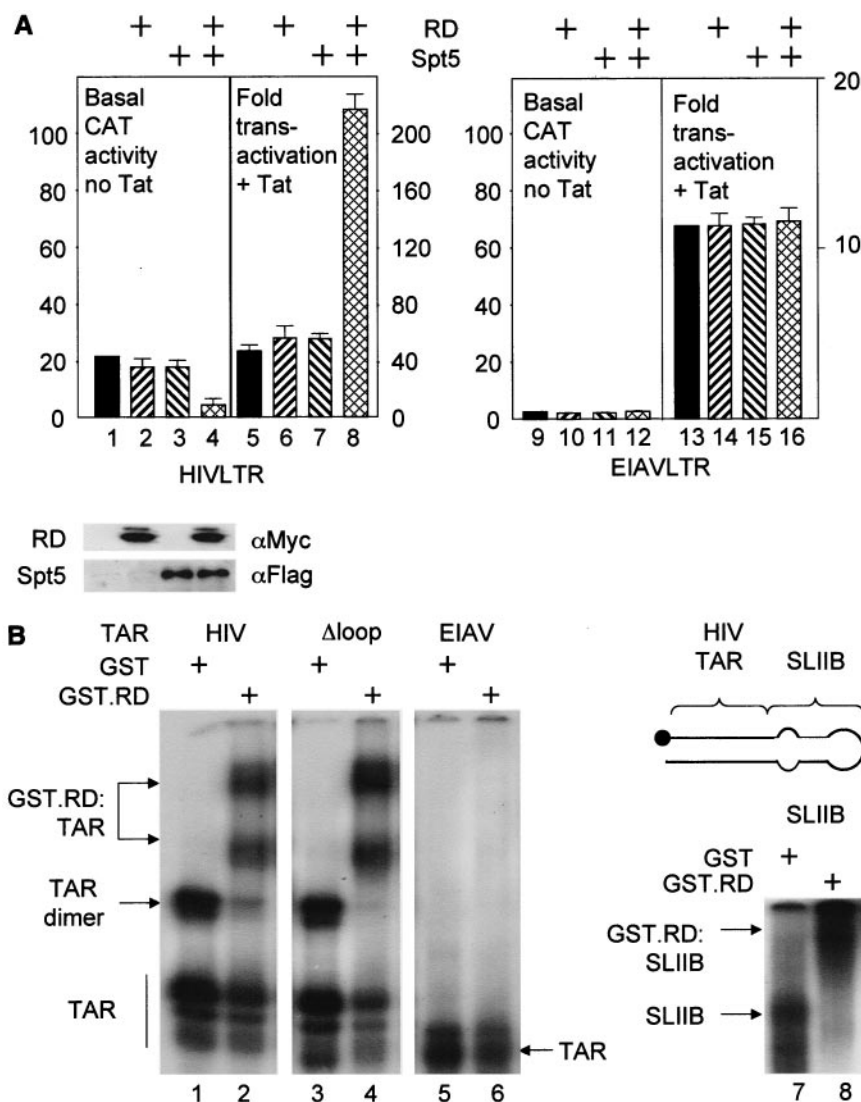 A
+ + RD + +
+ + Spt5 + +
Basal CAT activity no Tat
Fold trans-activation + Tat
100
80
60
40
20
0
220
200
160
220
80
40
0
1 2 3 4 5 6 7 8
HIVLTR
Basal CAT activity no Tat
Fold trans-activation + Tat
100
80
60
40
20
0
20
10
9 10 11 12 13 14 15 16
EIAVLTR
RD αMyc
Spt5 αFlag
B
TAR HIV Δloop EIAV
GST + + +
GST.RD + + +
GST.RD:
TAR
TAR
dimer
TAR
TAR
1 2 3 4 5 6
HIV
TAR SLIIB
SLIIB
GST +
GST.RD +
GST.RD:
SLIIB
SLIIB
7 8